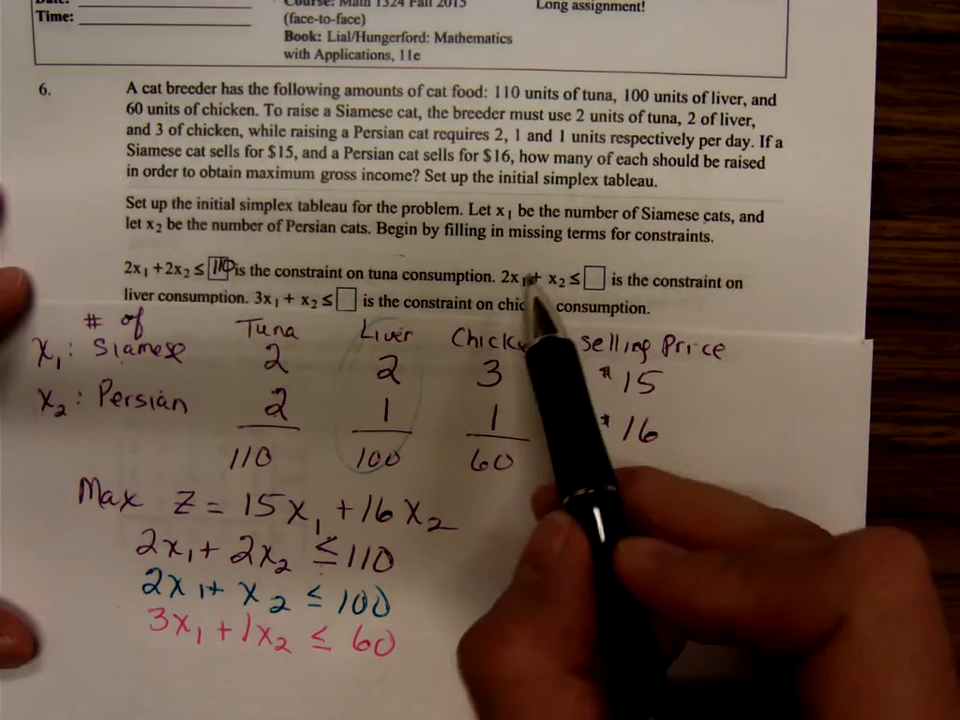 Time:
Course: Math 1324 Fall 2015
(face-to-face)
Book: Lial/Hungerford: Mathematics
with Applications, 11e
Long assignment!
6.
A cat breeder has the following amounts of cat food: 110 units of tuna, 100 units of liver, and
60 units of chicken. To raise a Siamese cat, the breeder must use 2 units of tuna, 2 of liver,
and 3 of chicken, while raising a Persian cat requires 2, 1 and 1 units respectively per day. If a
Siamese cat sells for $15, and a Persian cat sells for $16, how many of each should be raised
in order to obtain maximum gross income? Set up the initial simplex tableau.
Set up the initial simplex tableau for the problem. Let x₁ be the number of Siamese cats, and
let x₂ be the number of Persian cats. Begin by filling in missing terms for constraints.
2x₁ + 2x₂ ≤ 110 is the constraint on tuna consumption. 2x₁ + x₂ ≤ is the constraint on
liver consumption. 3x₁ + x₂ ≤ is the constraint on consumption.
# of Tuna Liver Selling Price
x₁: Siamese 2 2 3 $15
x₂: Persian 2 1 1 $16
110 100 60
Max Z = 15x₁ + 16x₂
2x₁ + 2x₂ ≤ 110
2x₁ + x₂ ≤ 100
3x₁ + 1x₂ ≤ 60